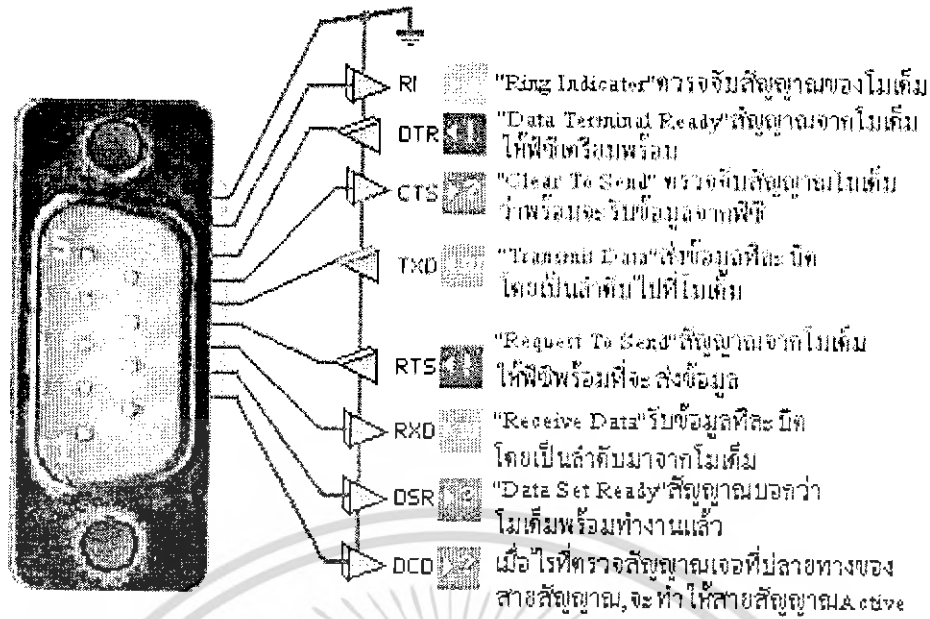 RI "Ring Indicator"ตรวจจับสัญญาณของโมเด็ม
DTR "Data Terminal Ready"สัญญาณจากโมเด็ม
ให้พีซีเตรียมพร้อม
CTS "Clear To Send" ตรวจจับสัญญาณโมเด็ม
ว่าพร้อมจะ รับข้อมูลจากพีซี
TXD "Transmit Data"ส่งข้อมูลทีละ บิต
โดยเป็นลำดับ ไปที่โมเด็ม
RTS "Request To Send"สัญญาณจากโมเด็ม
ให้พีซีพร้อมที่จะ ส่งข้อมูล
RXD "Receive Data"รับข้อมูลทีละ บิต
โดยเป็นลำดับมาจากโมเด็ม
DSR "Data Set Ready"สัญญาณบอกว่า
โมเด็มพร้อมทำงานแล้ว
DCD เมื่อไรที่ตรวจสัญญาณเจอที่ปลายทางของ
สายสัญญาณ,จะ ทำให้สายสัญญาณActive